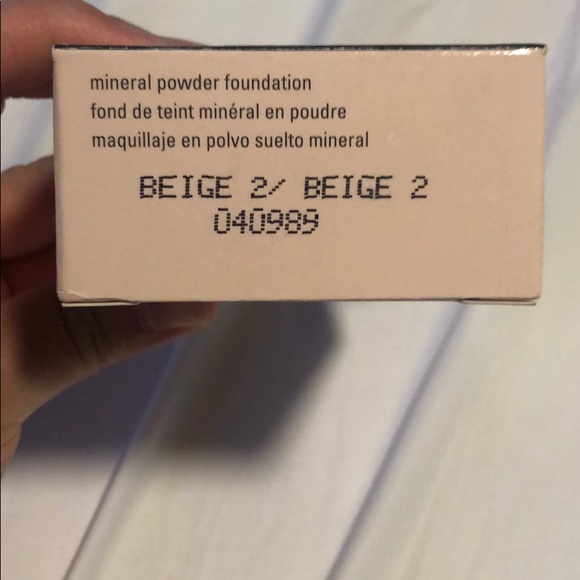 mineral powder foundation
fond de teint minéral en poudre
maquillaje en polvo suelto mineral
BEIGE 2/ BEIGE 2
040989